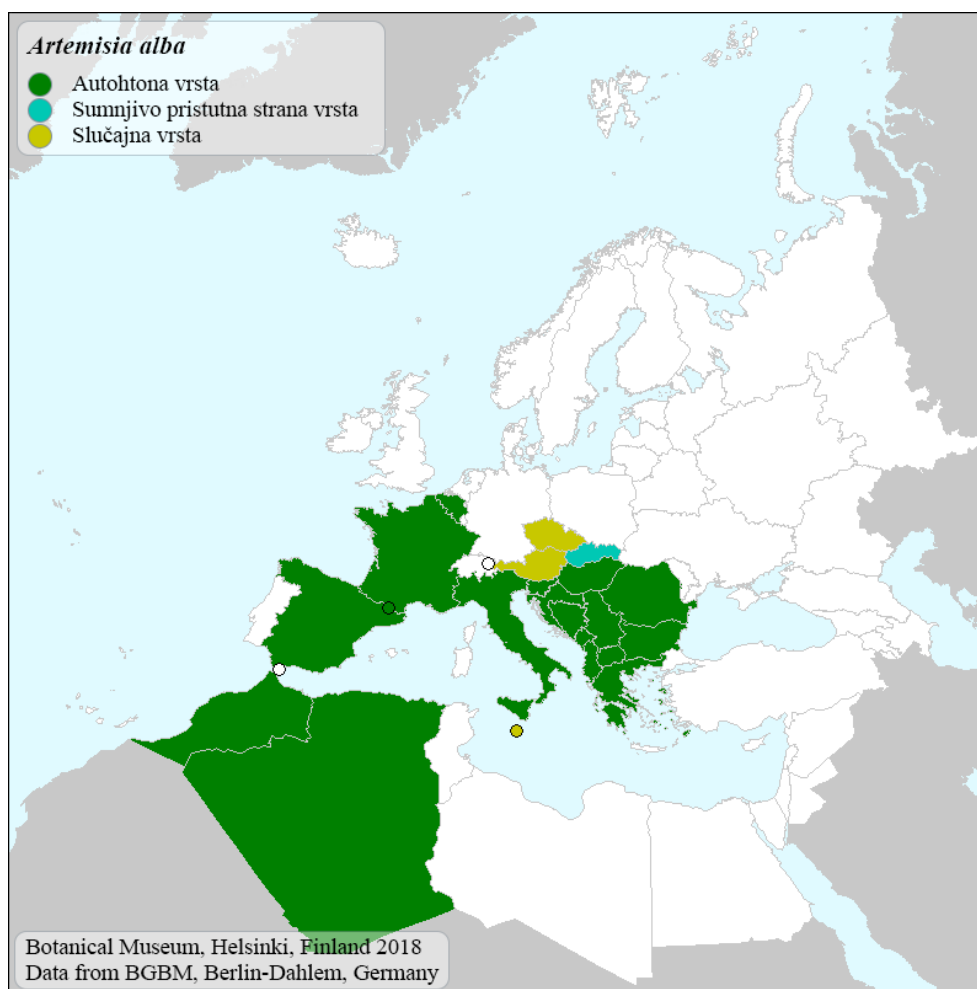 Artemisia alba
Autohtona vrsta
Sumnjivo pristutna strana vrsta
Slučajna vrsta
Botanical Museum, Helsinki, Finland 2018
Data from BGBM, Berlin-Dahlem, Germany